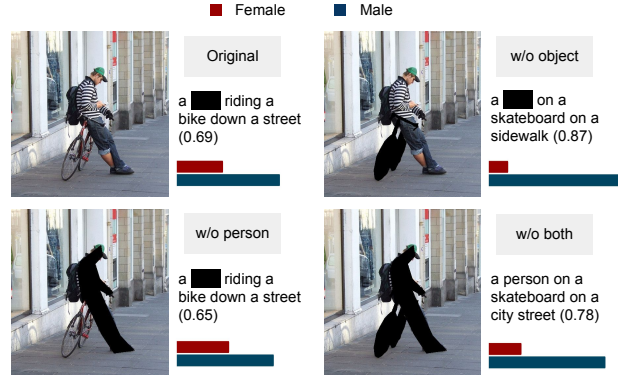 Female Male
Original
a riding a
bike down a street
(0.69)
w/o object
a on a
skateboard on a
sidewalk (0.87)
w/o person
a riding a
bike down a street
(0.65)
w/o both
a person on a
skateboard on a
city street (0.78)